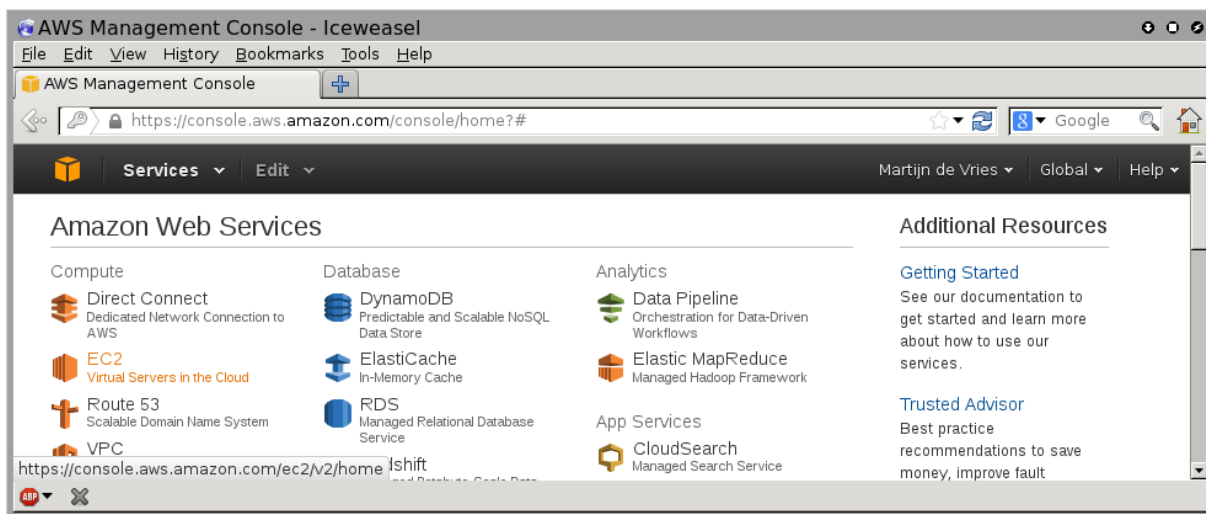 AWS Management Console - Iceweasel
File Edit View History Bookmarks Tools Help
AWS Management Console
https://console.aws.amazon.com/console/home?#
Google
Services Edit Martijn de Vries Global Help
Amazon Web Services
Compute
Direct Connect
Dedicated Network Connection to
AWS
EC2
Virtual Servers in the Cloud
Route 53
Scalable Domain Name System
VPC
Database
DynamoDB
Predictable and Scalable NoSQL
Data Store
ElastiCache
In-Memory Cache
RDS
Managed Relational Database
Service
dshift
Analytics
Data Pipeline
Orchestration for Data-Driven
Workflows
Elastic MapReduce
Managed Hadoop Framework
App Services
CloudSearch
Managed Search Service
Additional Resources
Getting Started
See our documentation to
get started and learn more
about how to use our
services.
Trusted Advisor
Best practice
recommendations to save
money, improve fault
https://console.aws.amazon.com/ec2/v2/home
ABP